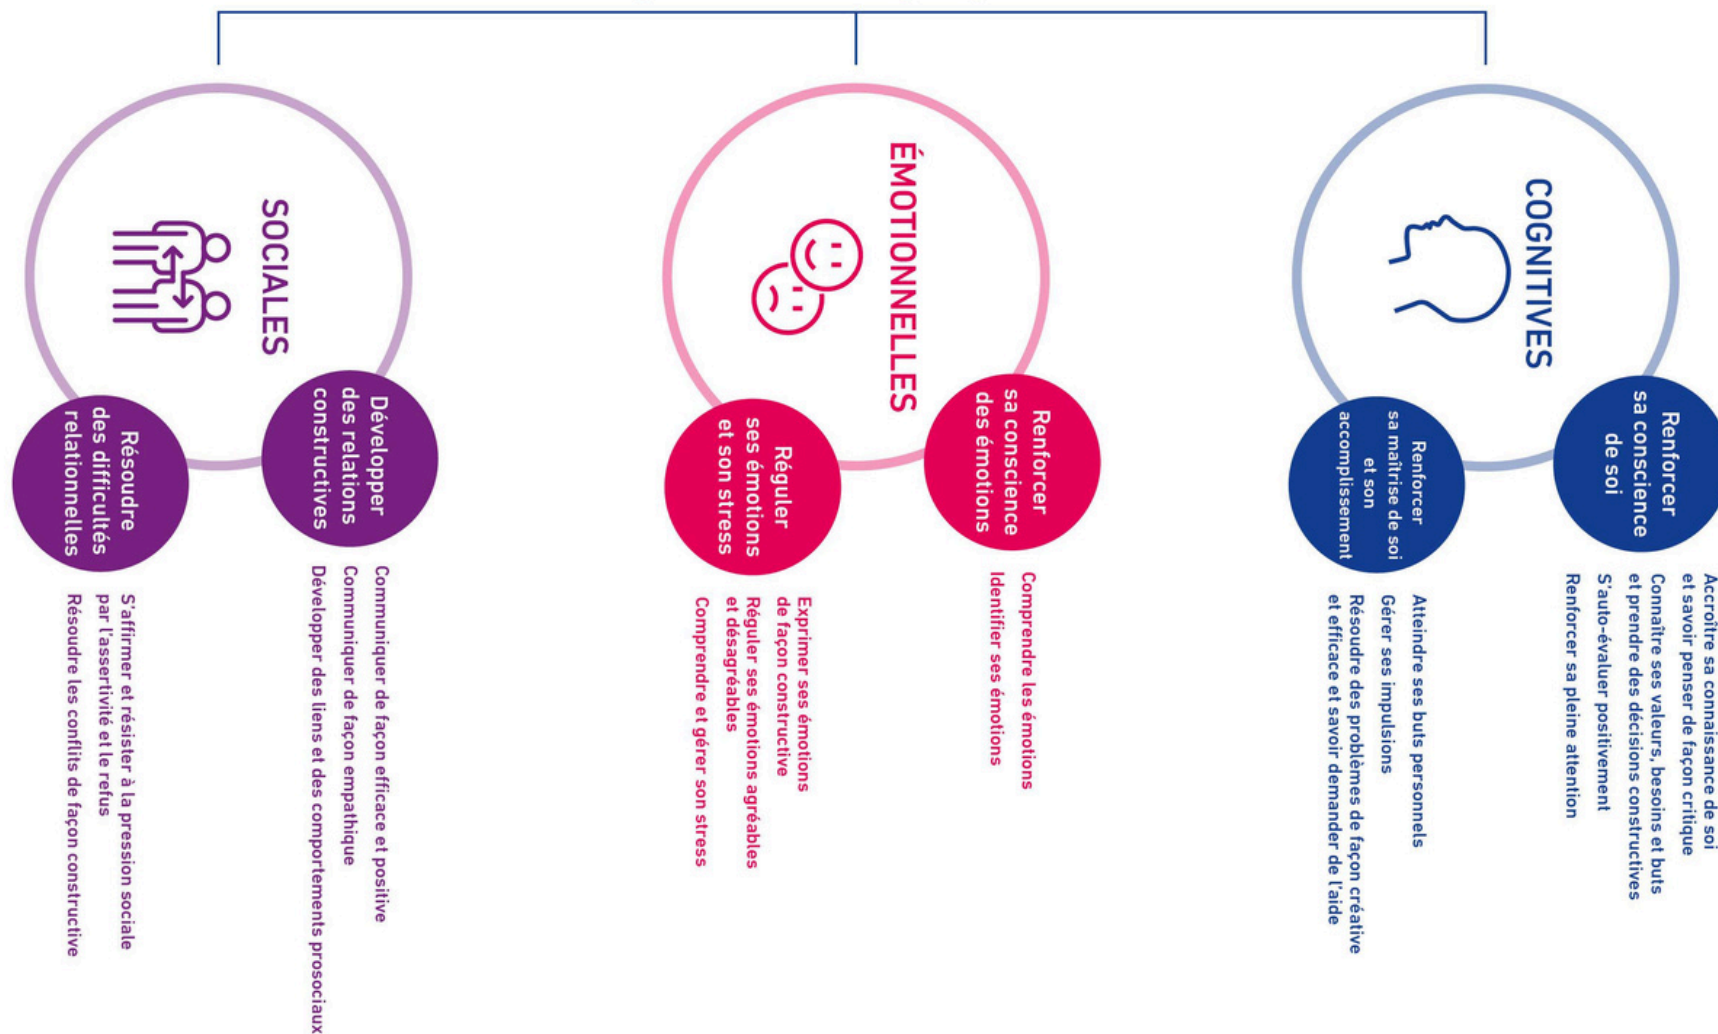 COGNITIVES
Renforcer
sa conscience
de soi
Accroître sa connaissance de soi
et savoir penser de façon critique
Connaître ses valeurs, besoins et buts
et prendre des décisions constructives
S'auto-évaluer positivement
Renforcer sa pleine attention
Renforcer
sa maîtrise de soi
et son
accomplissement
Atteindre ses buts personnels
Gérer ses impulsions
Résoudre des problèmes de façon créative
et efficace et savoir demander de l'aide
ÉMOTIONNELLES
Renforcer
sa conscience
des émotions
Comprendre les émotions
Identifier ses émotions
Réguler
ses émotions
et son stress
Exprimer ses émotions
de façon constructive
Réguler ses émotions agréables
et désagréables
Comprendre et gérer son stress
SOCIALES
Développer
des relations
constructives
Communiquer de façon efficace et positive
Communiquer de façon empathique
Développer des liens et des comportements prosociaux
Résoudre
des difficultés
relationnelles
S'affirmer et résister à la pression sociale
par l'assertivité et le refus
Résoudre les conflits de façon constructive